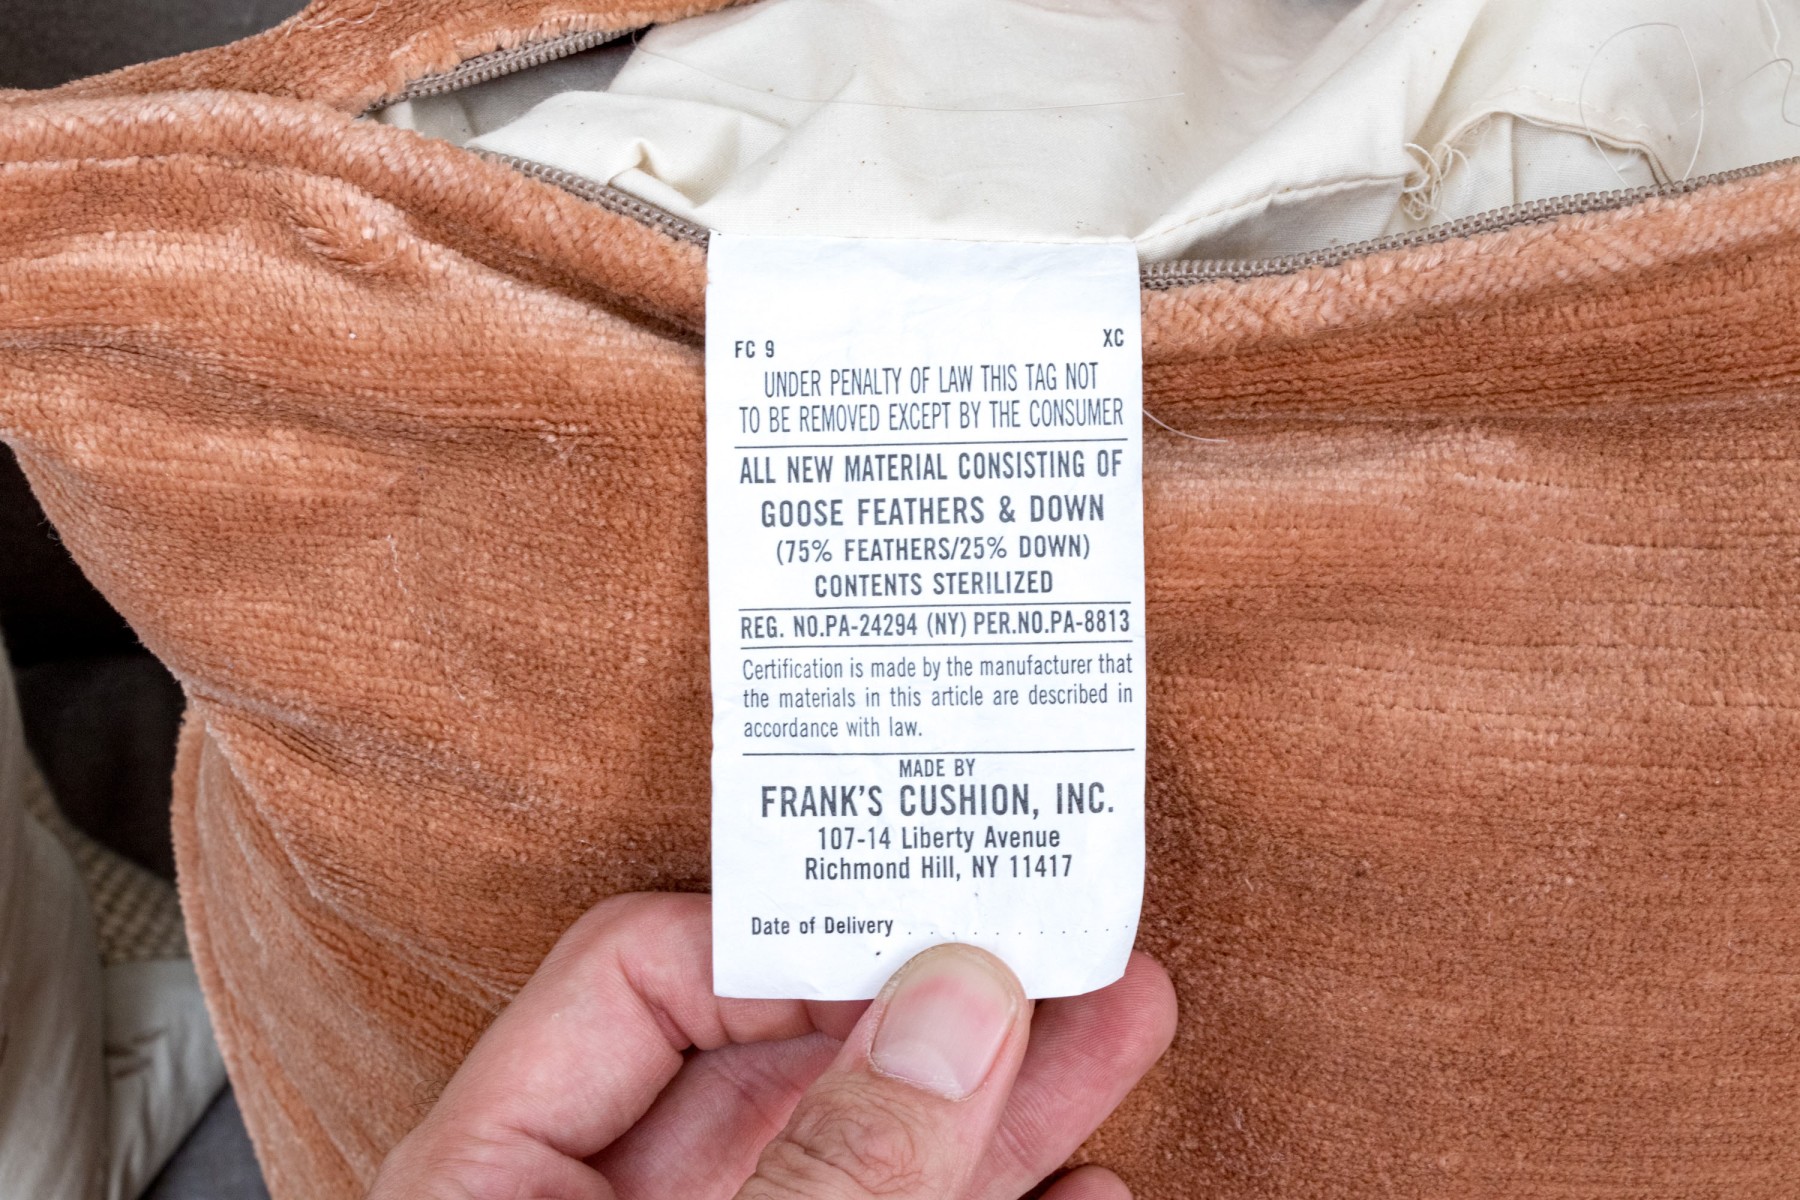 FC 9 XC
UNDER PENALTY OF LAW THIS TAG NOT
TO BE REMOVED EXCEPT BY THE CONSUMER
ALL NEW MATERIAL CONSISTING OF
GOOSE FEATHERS & DOWN
(75% FEATHERS/25% DOWN)
CONTENTS STERILIZED
REG. NO.PA-24294 (NY) PER.NO.PA-8813
Certification is made by the manufacturer that
the materials in this article are described in
accordance with law.
MADE BY
FRANK'S CUSHION, INC.
107-14 Liberty Avenue
Richmond Hill, NY 11417
Date of Delivery . . . . . . . . . . .